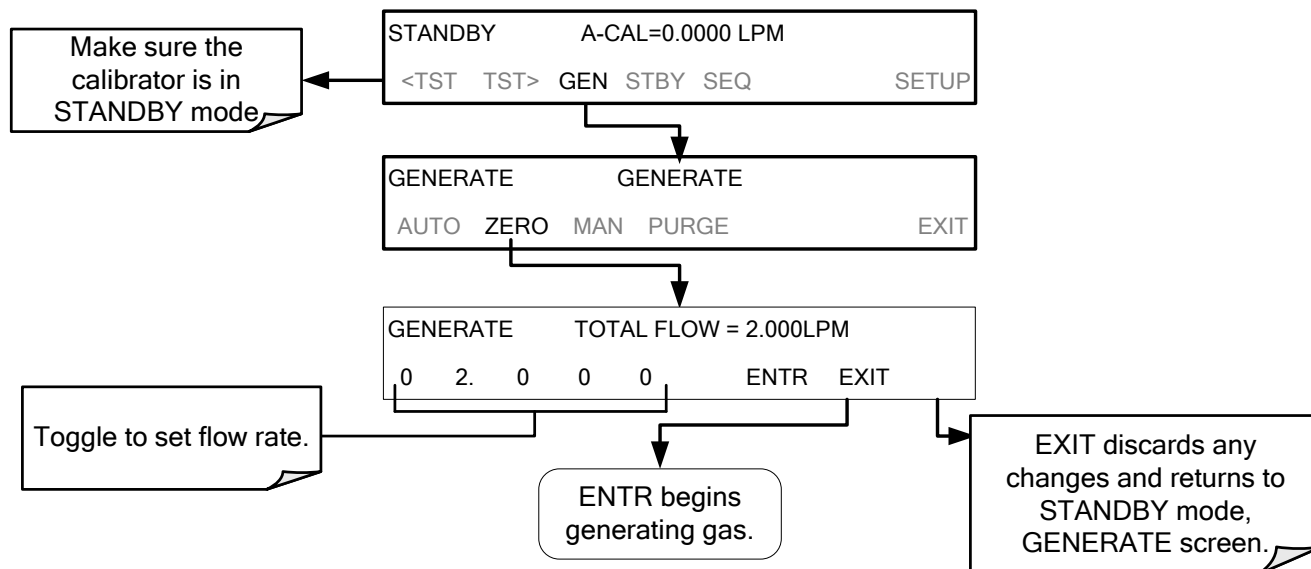 Make sure the
calibrator is in
STANDBY mode
STANDBY A-CAL=0.0000 LPM
<TST TST> GEN STBY SEQ SETUP
GENERATE GENERATE
AUTO ZERO MAN PURGE EXIT
GENERATE TOTAL FLOW = 2.000LPM
0 2. 0 0 0 ENTR EXIT
Toggle to set flow rate.
ENTR begins
generating gas.
EXIT discards any
changes and returns to
STANDBY mode,
GENERATE screen.